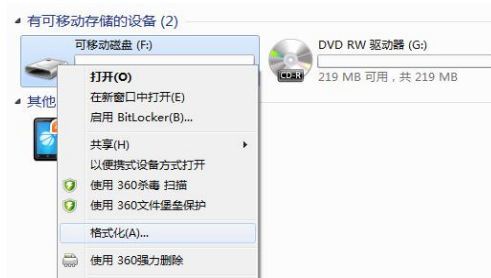 有可移动存储的设备 (2)
可移动磁盘 (F:)
DVD RW 驱动器 (G:)
CD-R
219 MB 可用，共 219 MB
打开(O)
在新窗口中打开(E)
启用 BitLocker(B)...
其他
共享(H)
以便携式设备方式打开
使用 360杀毒 扫描
使用 360文件堡垒保护
格式化(A)...
使用 360强力删除